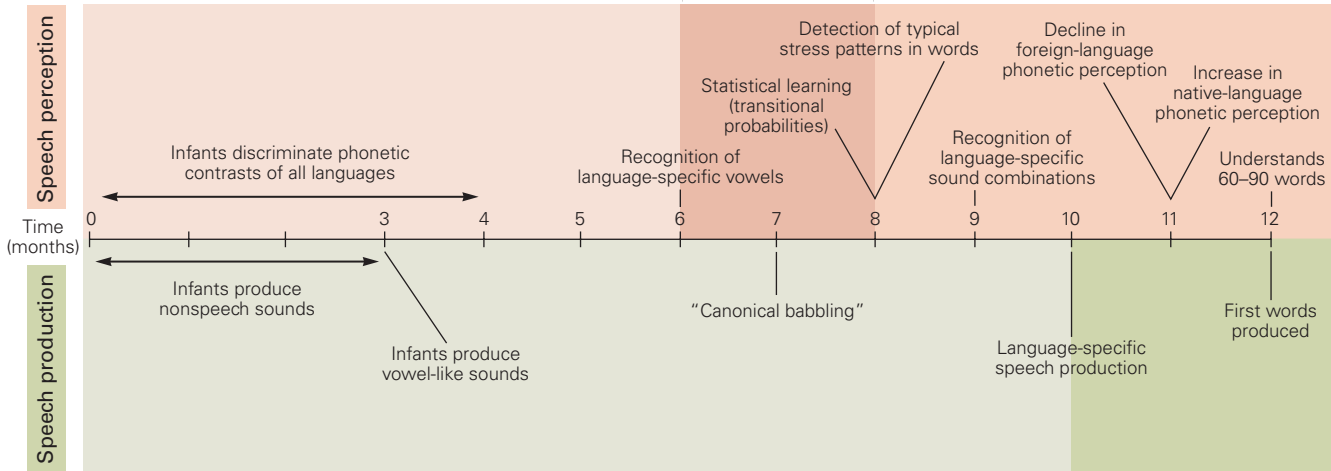 Speech perception
Detection of typical
stress patterns in words
Decline in
foreign-language
phonetic perception
Statistical learning
(transitional
probabilities)
Increase in
native-language
phonetic perception
Infants discriminate phonetic
contrasts of all languages
Recognition of
language-specific vowels
Recognition of
language-specific
sound combinations
Understands
60–90 words
Time
(months)
0 3 4 5 6 7 8 9 10 11 12
Speech production
Infants produce
nonspeech sounds
Infants produce
vowel-like sounds
“Canonical babbling”
Language-specific
speech production
First words
produced